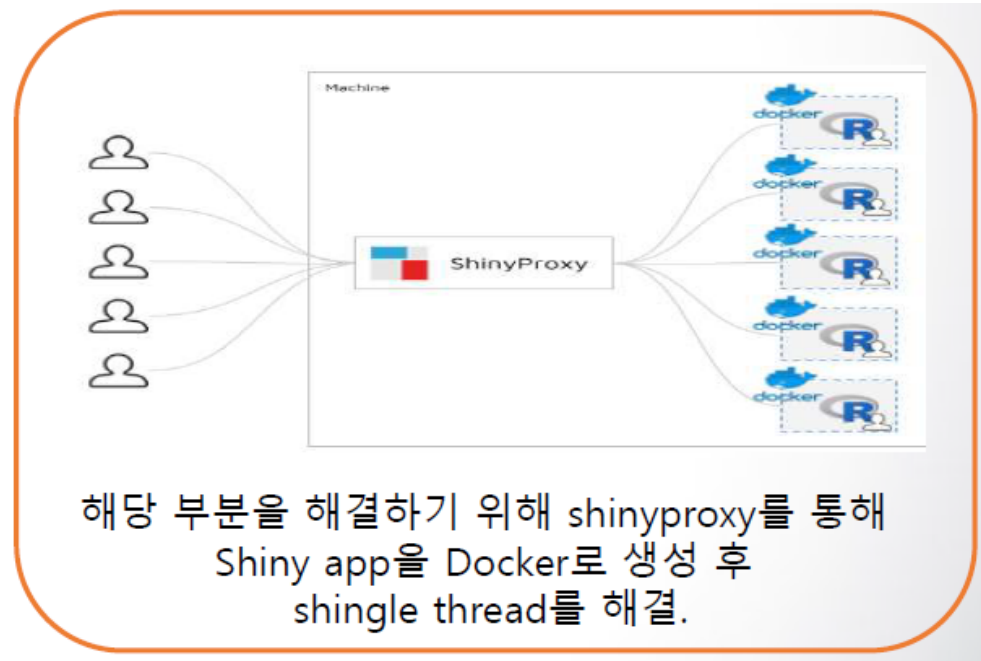 Machine
docker
R
docker
R
ShinyProxy
docker
R
docker
R
docker
R
해당 부분을 해결하기 위해 shinyproxy를 통해
Shiny app을 Docker로 생성 후
shingle thread를 해결.